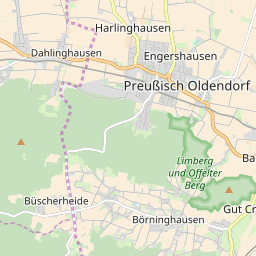 Harlinghausen
Dahlinghausen
Engershausen
Preußisch Oldendorf
Limberg
und Offelter
Berg
Ba
Büscherheide
Börninghausen
Gut Cr